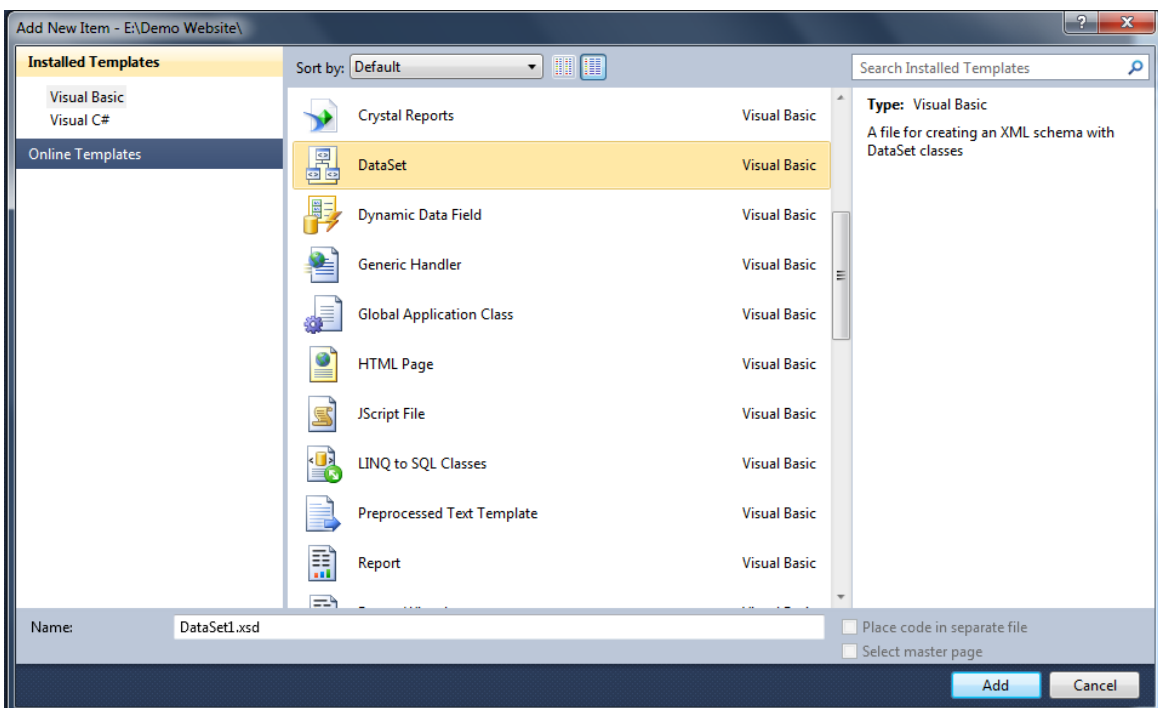 Add New Item - E:\Demo Website\
?
X
Installed Templates
Visual Basic
Visual C#
Online Templates
Sort by: Default
Search Installed Templates
Crystal Reports Visual Basic
DataSet Visual Basic
Dynamic Data Field Visual Basic
Generic Handler Visual Basic
Global Application Class Visual Basic
HTML Page Visual Basic
JScript File Visual Basic
LINQ to SQL Classes Visual Basic
Preprocessed Text Template Visual Basic
Report Visual Basic
Type: Visual Basic
A file for creating an XML schema with
DataSet classes
Name: DataSet1.xsd
Place code in separate file
Select master page
Add Cancel